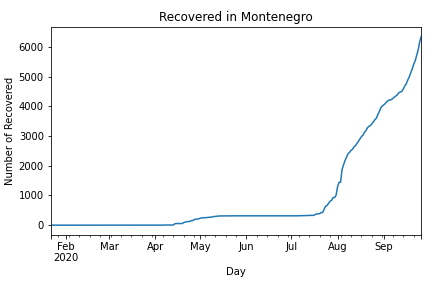 Recovered in Montenegro
Number of Recovered
6000
5000
4000
3000
2000
1000
0
Feb Mar Apr May Jun Jul Aug Sep
2020
Day